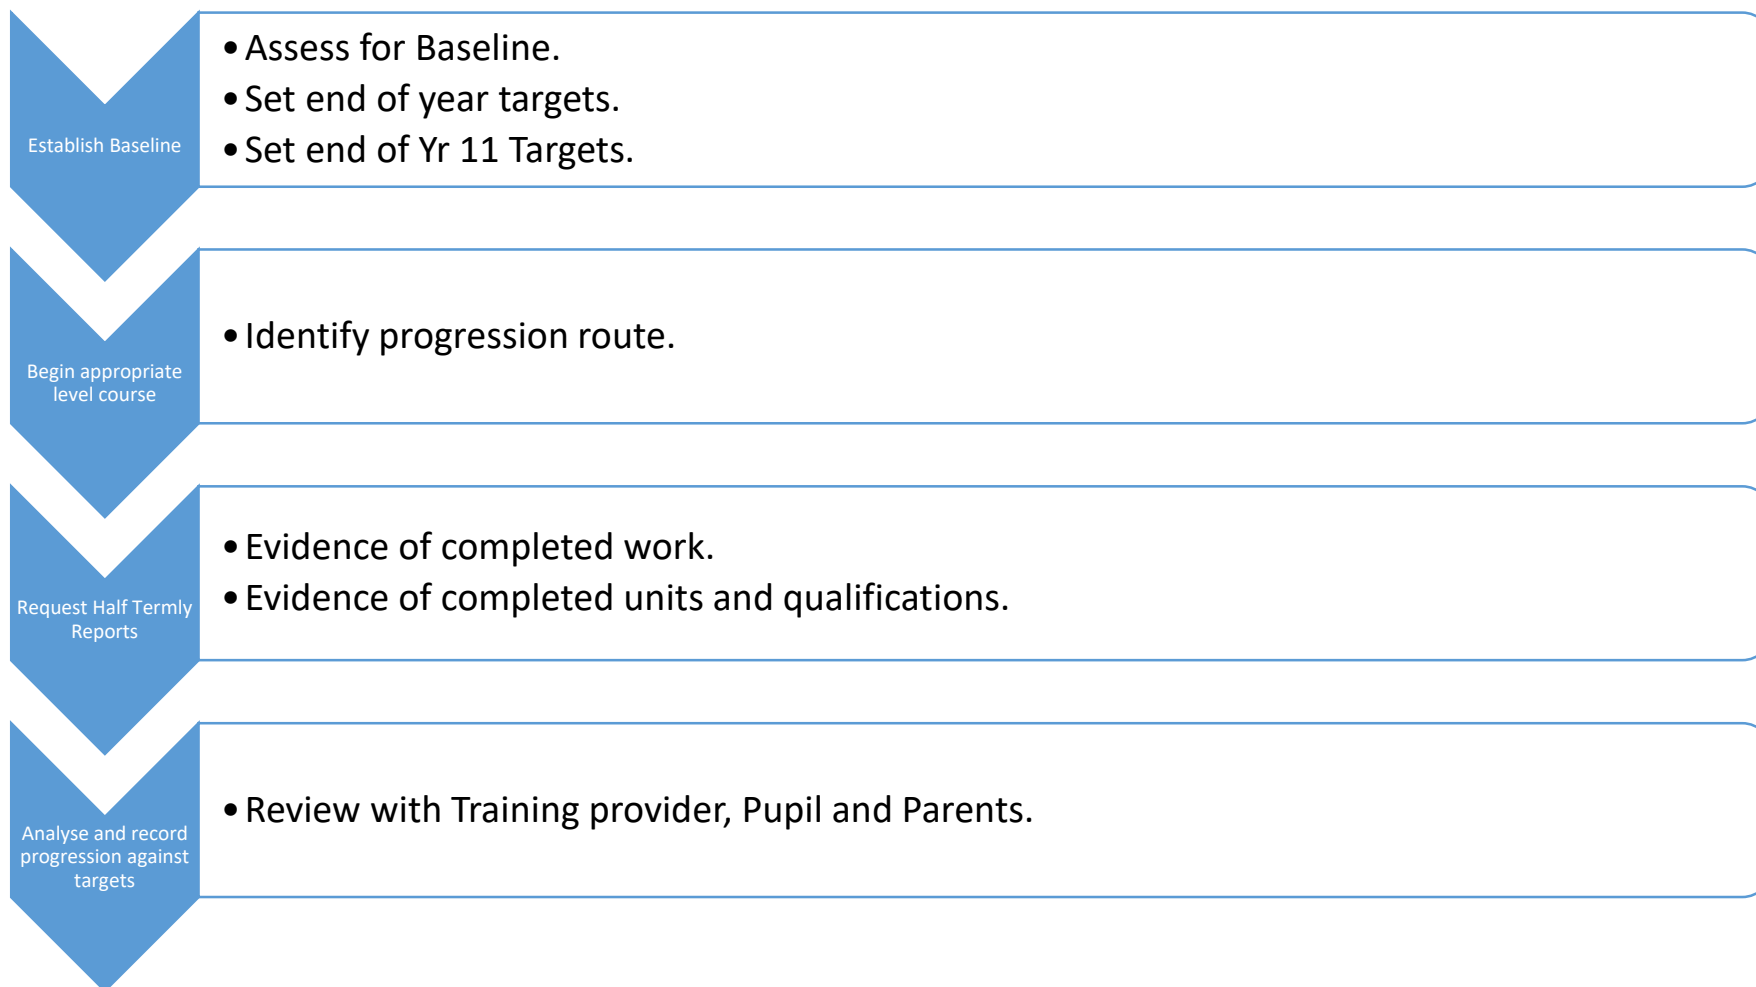 Establish Baseline
•Assess for Baseline.
•Set end of year targets.
•Set end of Yr 11 Targets.
Begin appropriate
level course
•Identify progression route.
Request Half Termly
Reports
•Evidence of completed work.
•Evidence of completed units and qualifications.
Analyse and record
progression against
targets
•Review with Training provider, Pupil and Parents.